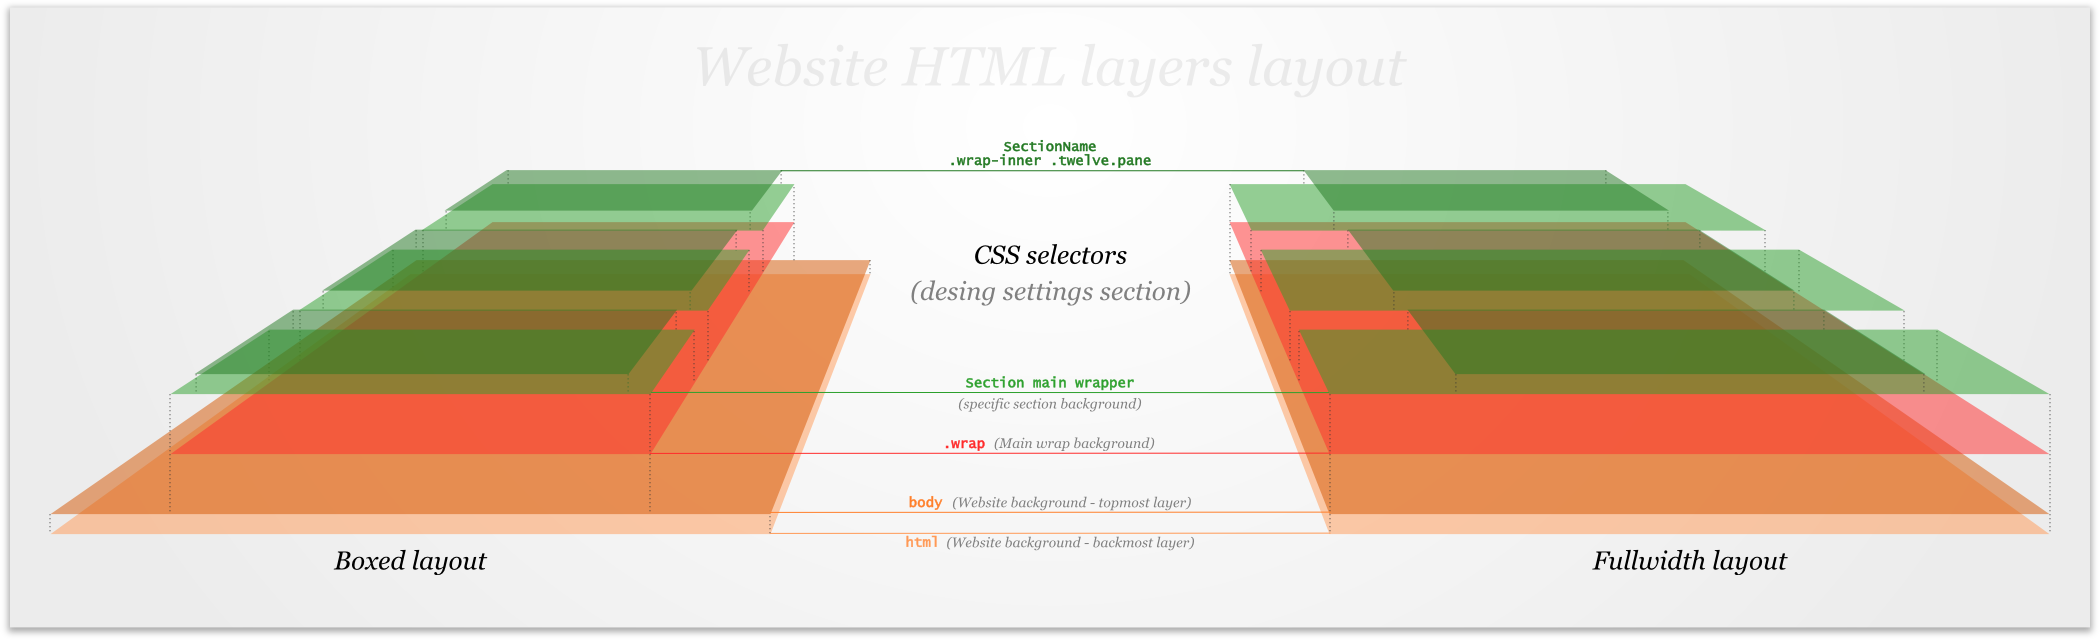 Website HTML layers layout
SectionName
.wrap-inner .twelve.pane
CSS selectors
(desing settings section)
Section main wrapper
(specific section background)
.wrap (Main wrap background)
body (Website background - topmost layer)
html (Website background - backmost layer)
Boxed layout
Fullwidth layout